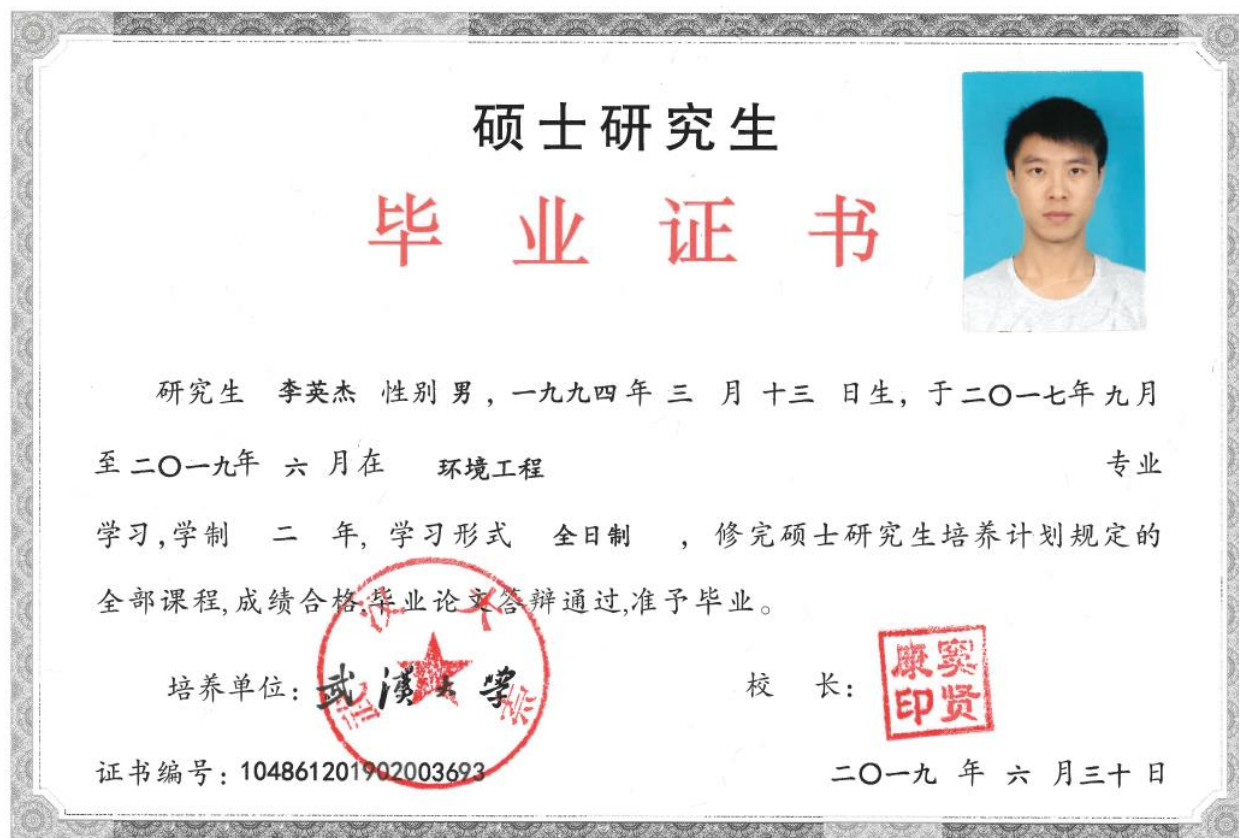 硕士研究生
毕业证书
研究生 李英杰 性别 男，一九九四年 三 月 十三 日生，于二〇一七年 九月
至二〇一九年 六 月在 环境工程 专业
学习,学制 二 年, 学习形式 全日制 ，修完硕士研究生培养计划规定的
全部课程,成绩合格,毕业论文答辩通过,准予毕业。
培养单位：武漢大学
校 长：
窦贤康印
证书编号：104861201902003693
二〇一九 年 六 月三十 日
武汉大学